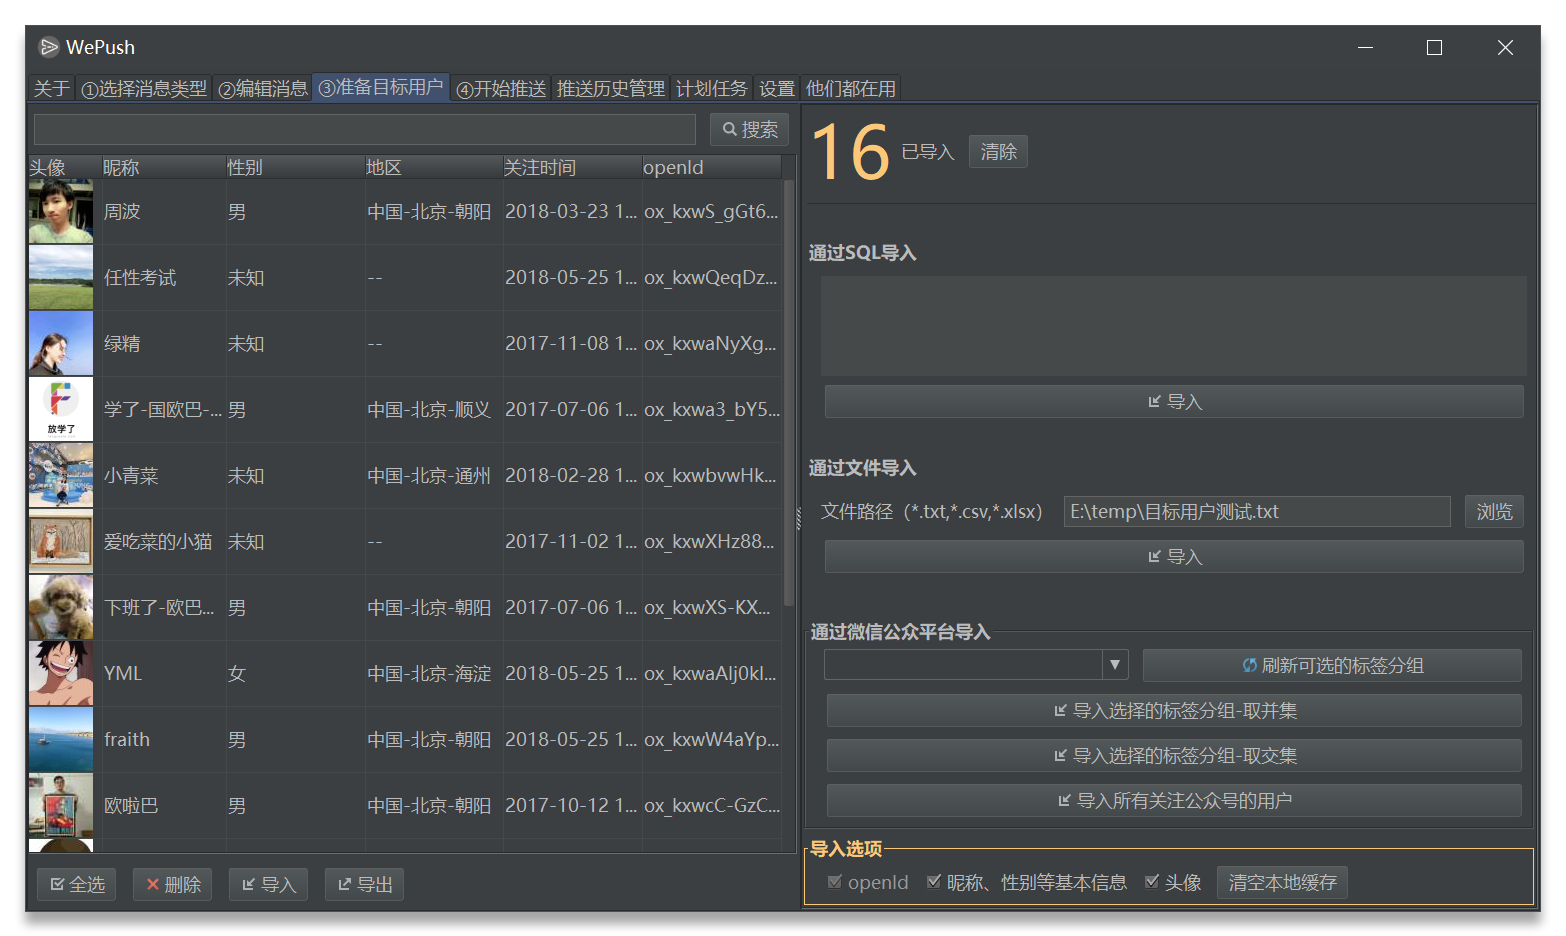 WePush
关于 ①选择消息类型 ②编辑消息 ③准备目标用户 ④开始推送 推送历史管理 计划任务 设置 他们都在用
搜索
头像 昵称 性别 地区 关注时间 openId
周波 男 中国-北京-朝阳 2018-03-23 1... ox_kxwS_gGt6...
任性考试 未知 -- 2018-05-25 1... ox_kxwQeqDz...
绿精 未知 -- 2017-11-08 1... ox_kxwaNyXg...
放学了
学了-国欧巴-... 男 中国-北京-顺义 2017-07-06 1... ox_kxwa3_bY5...
小青菜 未知 中国-北京-通州 2018-02-28 1... ox_kxwbvwHk...
爱吃菜的小猫 未知 -- 2017-11-02 1... ox_kxwXHz88...
下班了-欧巴... 男 中国-北京-朝阳 2017-07-06 1... ox_kxwXS-KX...
YML 女 中国-北京-海淀 2018-05-25 1... ox_kxwaAlj0kl...
fraith 男 中国-北京-朝阳 2018-05-25 1... ox_kxwW4aYp...
欧啦巴 男 中国-北京-朝阳 2017-10-12 1... ox_kxwcC-GzC...
全选 删除 导入 导出
16 已导入 清除
通过SQL导入
导入
通过文件导入
文件路径（*.txt,*.csv,*.xlsx） E:\temp\目标用户测试.txt 浏览
导入
通过微信公众平台导入
刷新可选的标签分组
导入选择的标签分组-取并集
导入选择的标签分组-取交集
导入所有关注公众号的用户
导入选项
openId 昵称、性别等基本信息 头像 清空本地缓存